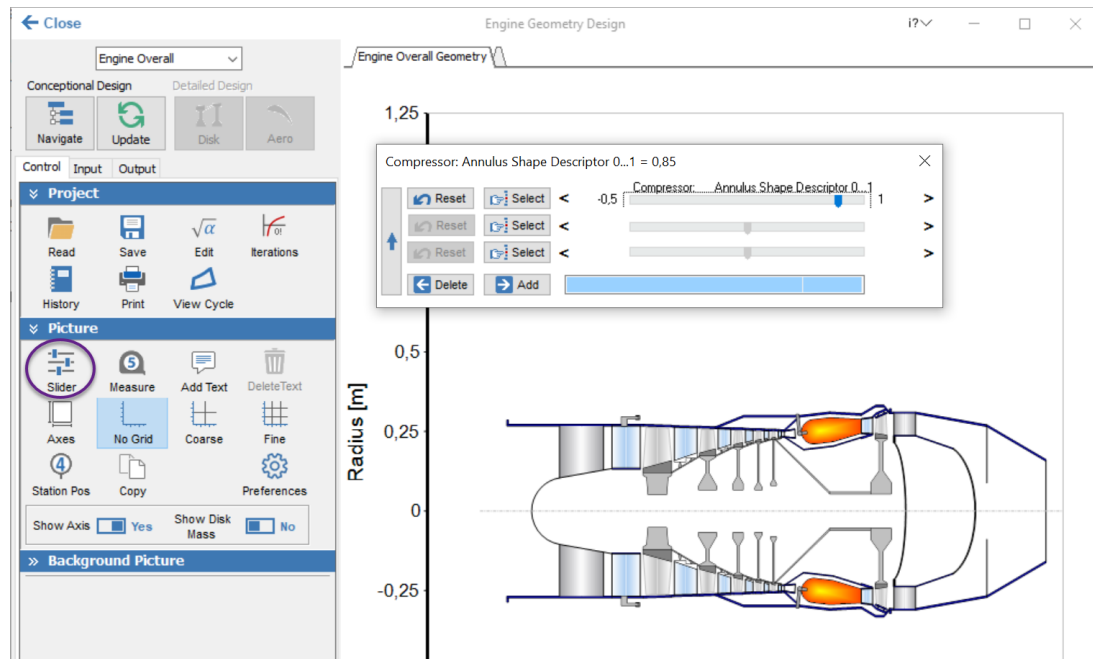 Close
Engine Geometry Design
i?
Engine Overall
Conceptional Design
Detailed Design
Navigate
Update
Disk
Aero
Control
Input
Output
Project
Read
Save
√α
Edit
0!
Iterations
History
Print
View Cycle
Picture
Slider
5
Measure
Add Text
DeleteText
Axes
No Grid
Coarse
Fine
4
Station Pos
Copy
Preferences
Show Axis
Yes
Show Disk Mass
No
Background Picture
Engine Overall Geometry
1,25
Compressor: Annulus Shape Descriptor 0...1 = 0,85
Reset
Select
<
-0,5
Compressor: Annulus Shape Descriptor 0...1
1
>
Reset
Select
<
>
Reset
Select
<
>
Delete
Add
0,5
0,25
0
-0,25
Radius [m]